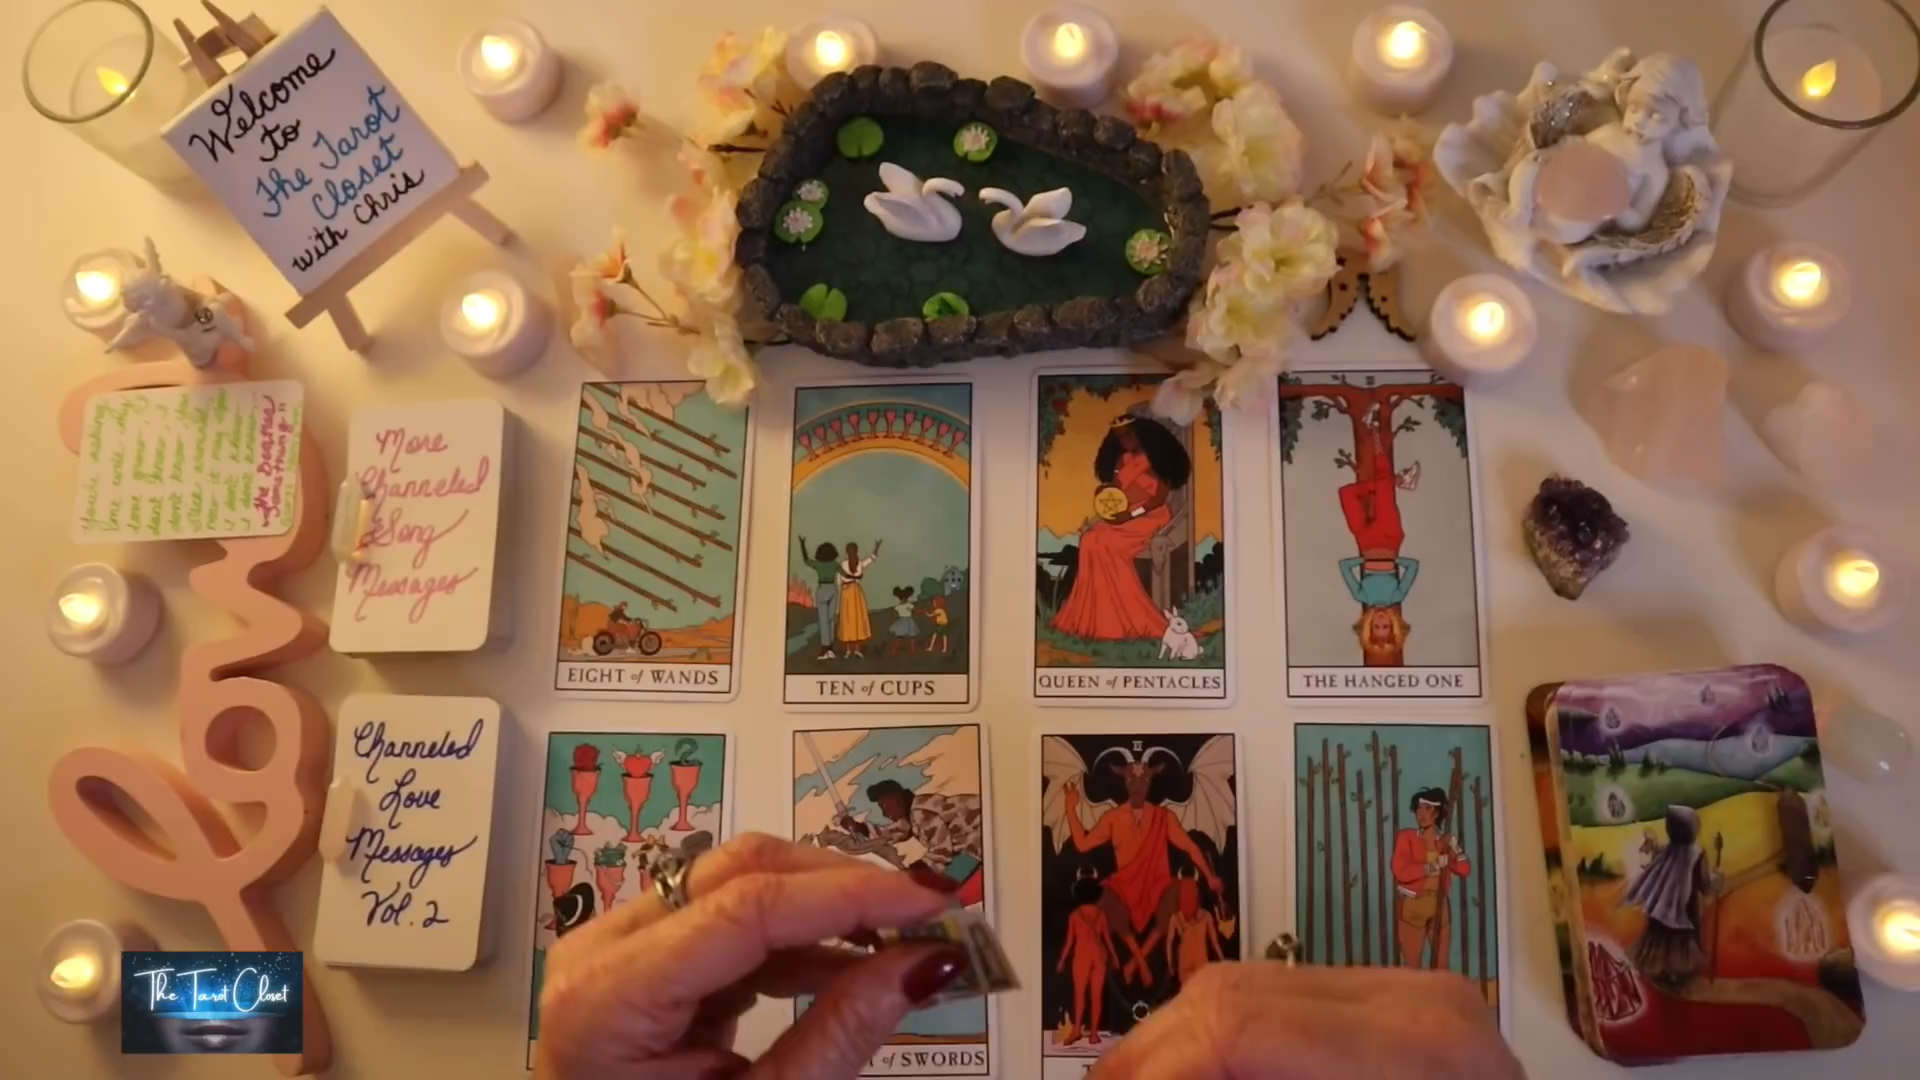 Welcome
to
The Tarot
Closet
with Chris
More
Channeled
Song
Messages
Channeled
Love
Messages
Vol. 2
EIGHT of WANDS
TEN of CUPS
QUEEN of PENTACLES
THE HANGED ONE
of SWORDS
The Tarot Closet